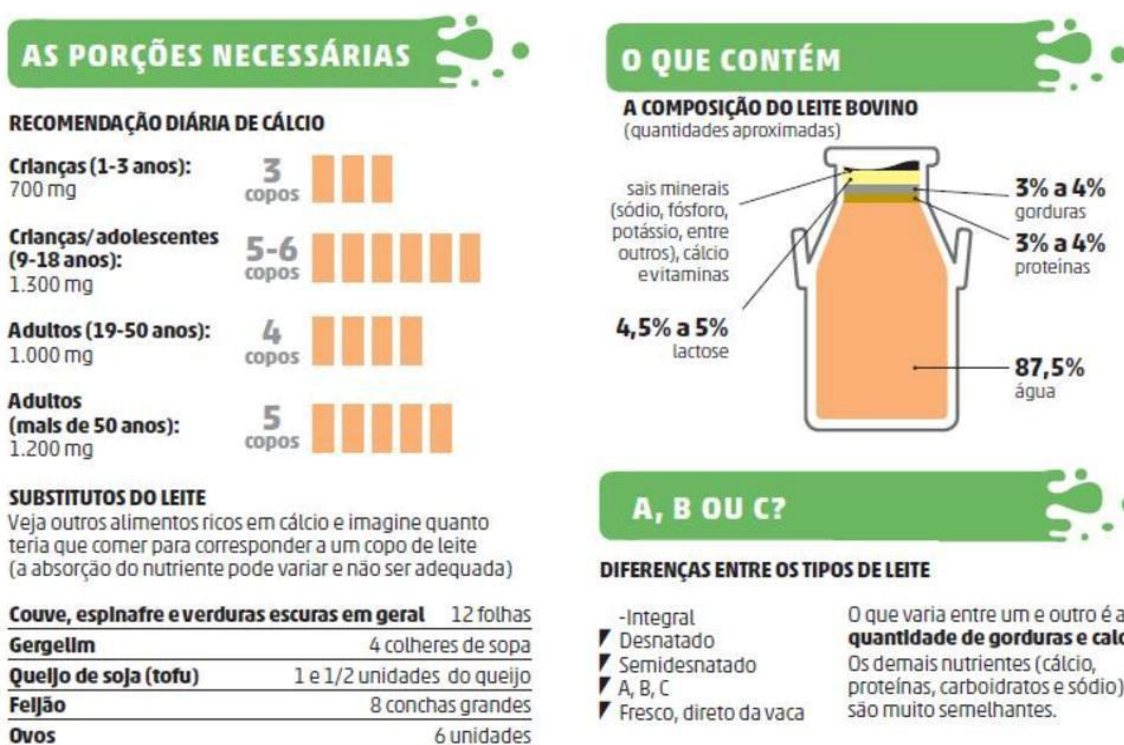 AS PORÇÕES NECESSÁRIAS
RECOMENDAÇÃO DIÁRIA DE CÁLCIO
Crianças (1-3 anos):
700 mg
3
copos
Crianças/adolescentes
(9-18 anos):
1.300 mg
5-6
copos
Adultos (19-50 anos):
1.000 mg
4
copos
Adultos
(mais de 50 anos):
1.200 mg
5
copos
SUBSTITUTOS DO LEITE
Veja outros alimentos ricos em cálcio e imagine quanto
teria que comer para corresponder a um copo de leite
(a absorção do nutriente pode variar e não ser adequada)
Couve, espinafre e verduras escuras em geral 12 folhas
Gergelim 4 colheres de sopa
Queijo de soja (tofu) 1 e 1/2 unidades do queijo
Feijão 8 conchas grandes
Ovos 6 unidades
O QUE CONTÉM
A COMPOSIÇÃO DO LEITE BOVINO
(quantidades aproximadas)
sais minerais
(sódio, fósforo,
potássio, entre
outros), cálcio
e vitaminas
4,5% a 5%
lactose
3% a 4%
gorduras
3% a 4%
proteínas
87,5%
água
A, B OU C?
DIFERENÇAS ENTRE OS TIPOS DE LEITE
-Integral
Desnatado
Semidesnatado
A, B, C
Fresco, direto da vaca
O que varia entre um e outro é a
quantidade de gorduras e
Os demais nutrientes (cálcio,
proteínas, carboidratos e sódio)
são muito semelhantes.